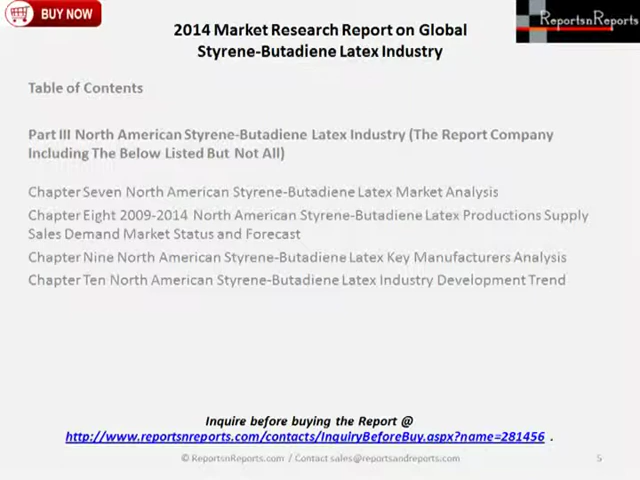 BUY NOW
2014 Market Research Report on Global
Styrene-Butadiene Latex Industry
ReportsnReports
Table of Contents
Part III North American Styrene-Butadiene Latex Industry (The Report Company
Including The Below Listed But Not All)
Chapter Seven North American Styrene-Butadiene Latex Market Analysis
Chapter Eight 2009-2014 North American Styrene-Butadiene Latex Productions Supply
Sales Demand Market Status and Forecast
Chapter Nine North American Styrene-Butadiene Latex Key Manufacturers Analysis
Chapter Ten North American Styrene-Butadiene Latex Industry Development Trend
Inquire before buying the Report @
http://www.reportsnreports.com/contacts/InquiryBeforeBuy.aspx?name=281456 .
© ReportsnReports.com / Contact sales@reportsandreports.com
5